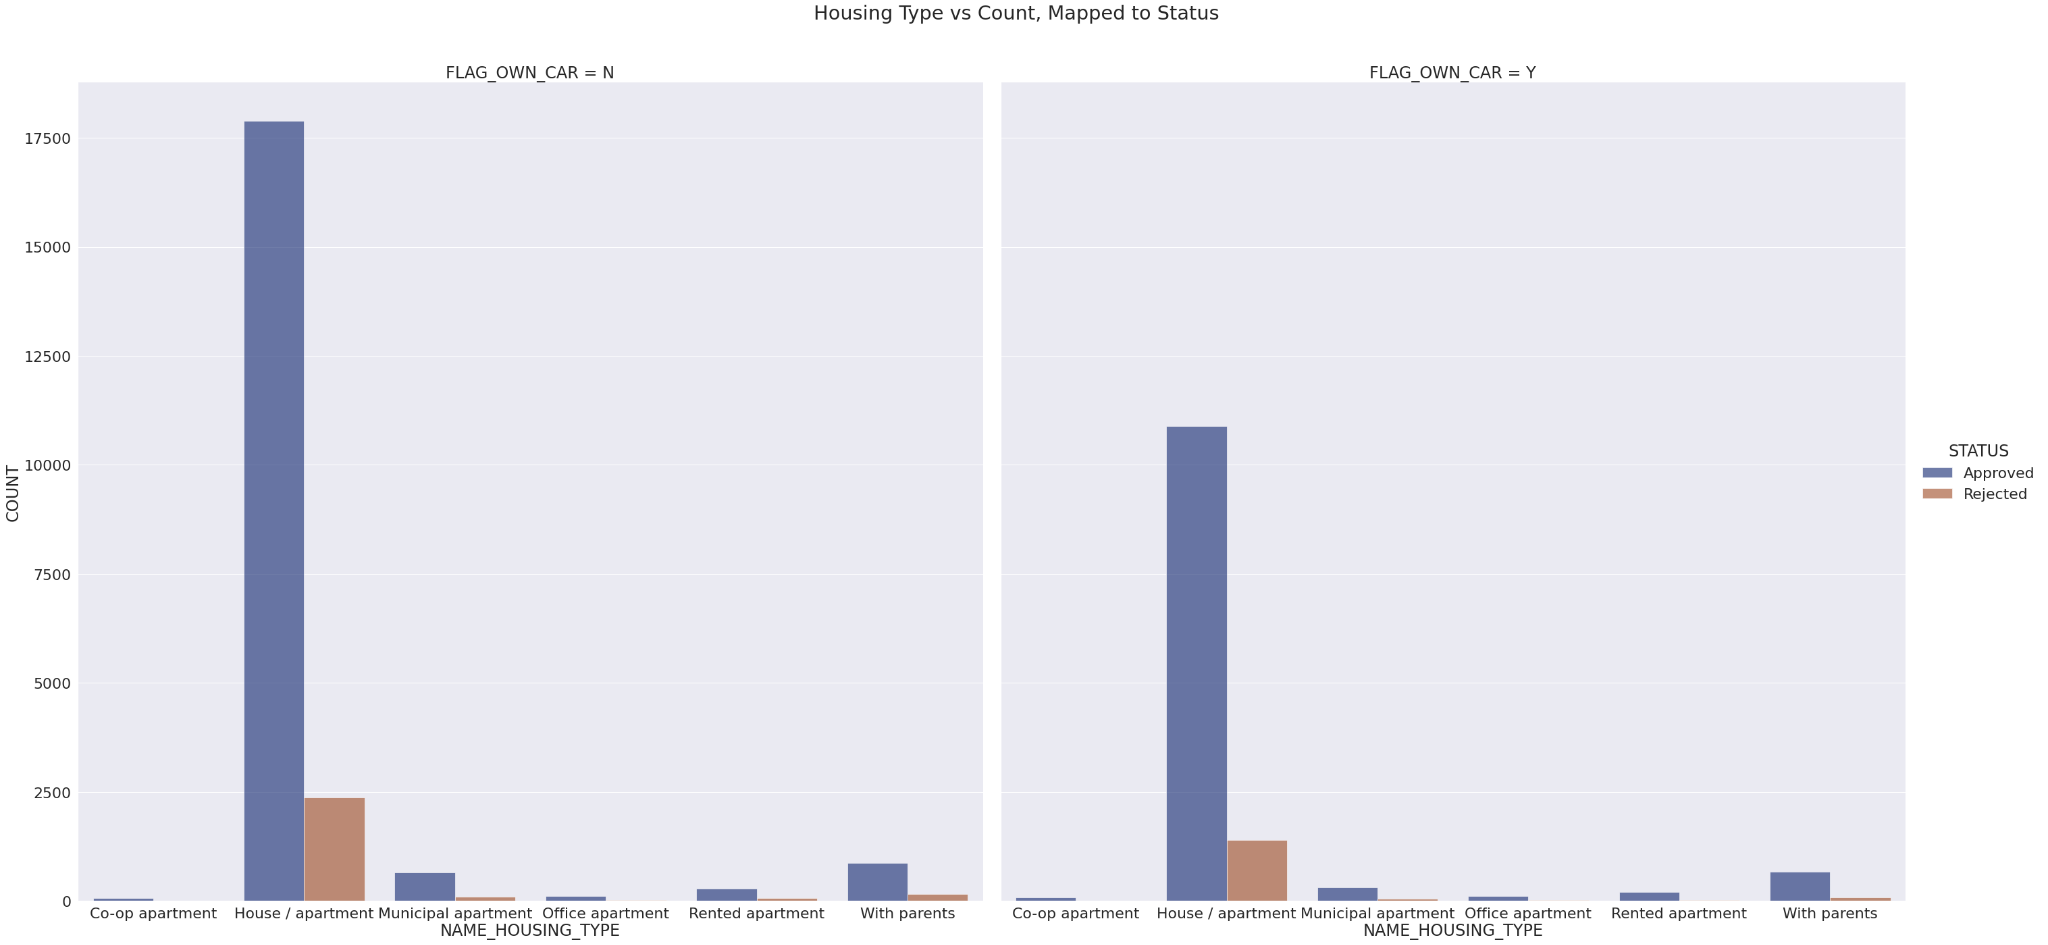 Housing Type vs Count, Mapped to Status
FLAG_OWN_CAR = N
FLAG_OWN_CAR = Y
17500
15000
12500
10000
7500
5000
2500
0
COUNT
Co-op apartment House / apartment Municipal apartment Office apartment Rented apartment With parents
NAME_HOUSING_TYPE
Co-op apartment House / apartment Municipal apartment Office apartment Rented apartment With parents
NAME_HOUSING_TYPE
STATUS
Approved
Rejected